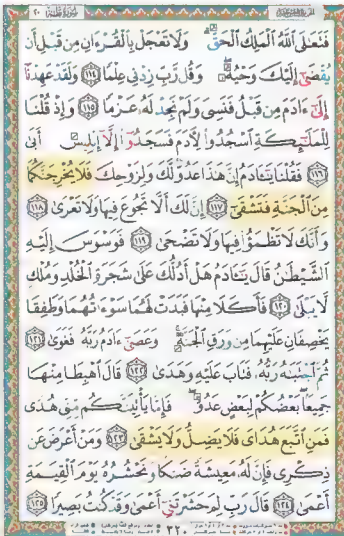 سُورَةُ طه ٢٠
فَتَعَٰلَى ٱللَّهُ ٱلْمَلِكُ ٱلْحَقُّ ۗ وَلَا تَعْجَلْ بِٱلْقُرْءَانِ مِن قَبْلِ أَن
يُقْضَىٰٓ إِلَيْكَ وَحْيُهُۥ ۖ وَقُل رَّبِّ زِدْنِى عِلْمًا ١١٤ وَلَقَدْ عَهِدْنَآ
إِلَىٰٓ ءَادَمَ مِن قَبْلُ فَنَسِىَ وَلَمْ نَجِدْ لَهُۥ عَزْمًا ١١٥ وَإِذْ قُلْنَا
لِلْمَلَٰٓئِكَةِ ٱسْجُدُوا۟ لِءَادَمَ فَسَجَدُوٓا۟ إِلَّآ إِبْلِيسَ أَبَىٰ
١١٦ فَقُلْنَا يَٰٓـَٔادَمُ إِنَّ هَٰذَا عَدُوٌّ لَّكَ وَلِزَوْجِكَ فَلَا يُخْرِجَنَّكُمَا
مِنَ ٱلْجَنَّةِ فَتَشْقَىٰٓ ١١٧ إِنَّ لَكَ أَلَّا تَجُوعَ فِيهَا وَلَا تَعْرَىٰ ١١٨
وَأَنَّكَ لَا تَظْمَؤُا۟ فِيهَا وَلَا تَضْحَىٰ ١١٩ فَوَسْوَسَ إِلَيْهِ
ٱلشَّيْطَٰنُ قَالَ يَٰٓـَٔادَمُ هَلْ أَدُلُّكَ عَلَىٰ شَجَرَةِ ٱلْخُلْدِ وَمُلْكٍ
لَّا يَبْلَىٰ ١٢٠ فَأَكَلَا مِنْهَا فَبَدَتْ لَهُمَا سَوْءَٰتُهُمَا وَطَفِقَا
يَخْصِفَانِ عَلَيْهِمَا مِن وَرَقِ ٱلْجَنَّةِ ۚ وَعَصَىٰٓ ءَادَمُ رَبَّهُۥ فَغَوَىٰ ١٢١
ثُمَّ ٱجْتَبَٰهُ رَبُّهُۥ فَتَابَ عَلَيْهِ وَهَدَىٰ ١٢٢ قَالَ ٱهْبِطَا مِنْهَا
جَمِيعًۢا بَعْضُكُمْ لِبَعْضٍ عَدُوٌّ ۖ فَإِمَّا يَأْتِيَنَّكُم مِّنِّى هُدًى
فَمَنِ ٱتَّبَعَ هُدَاىَ فَلَا يَضِلُّ وَلَا يَشْقَىٰ ١٢٣ وَمَنْ أَعْرَضَ عَن
ذِكْرِى فَإِنَّ لَهُۥ مَعِيشَةً ضَنكًا وَنَحْشُرُهُۥ يَوْمَ ٱلْقِيَٰمَةِ
أَعْمَىٰ ١٢٤ قَالَ رَبِّ لِمَ حَشَرْتَنِىٓ أَعْمَىٰ وَقَدْ كُنتُ بَصِيرًا ١٢٥
٣٢٠